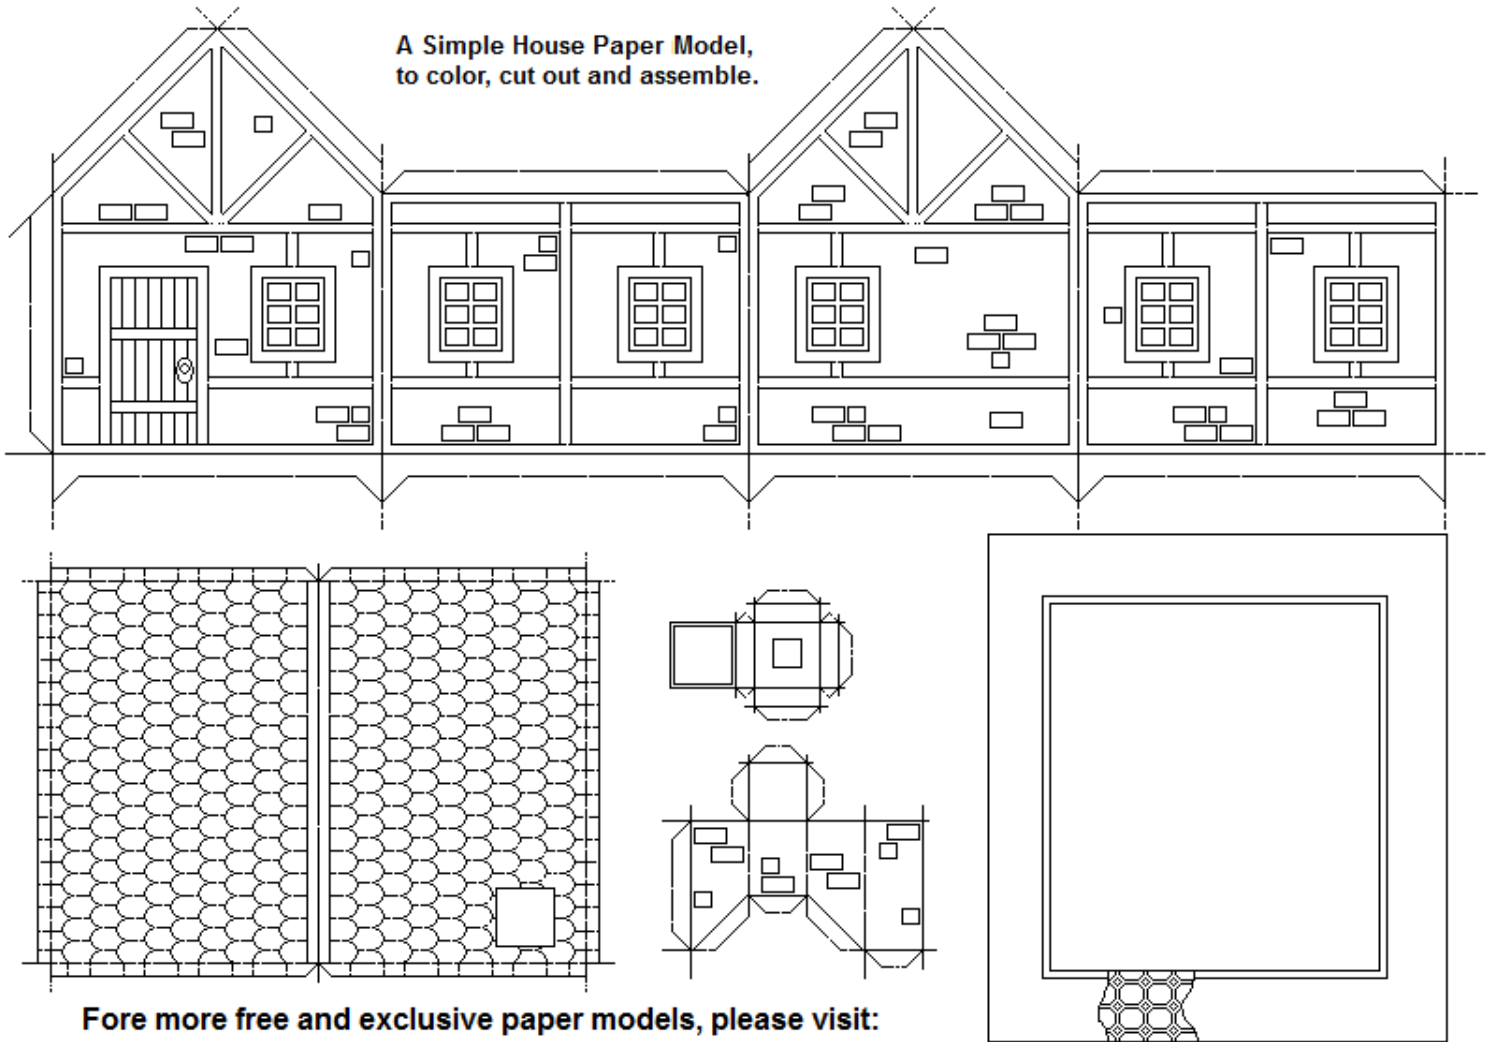 A Simple House Paper Model,
to color, cut out and assemble.
Fore more free and exclusive paper models, please visit: